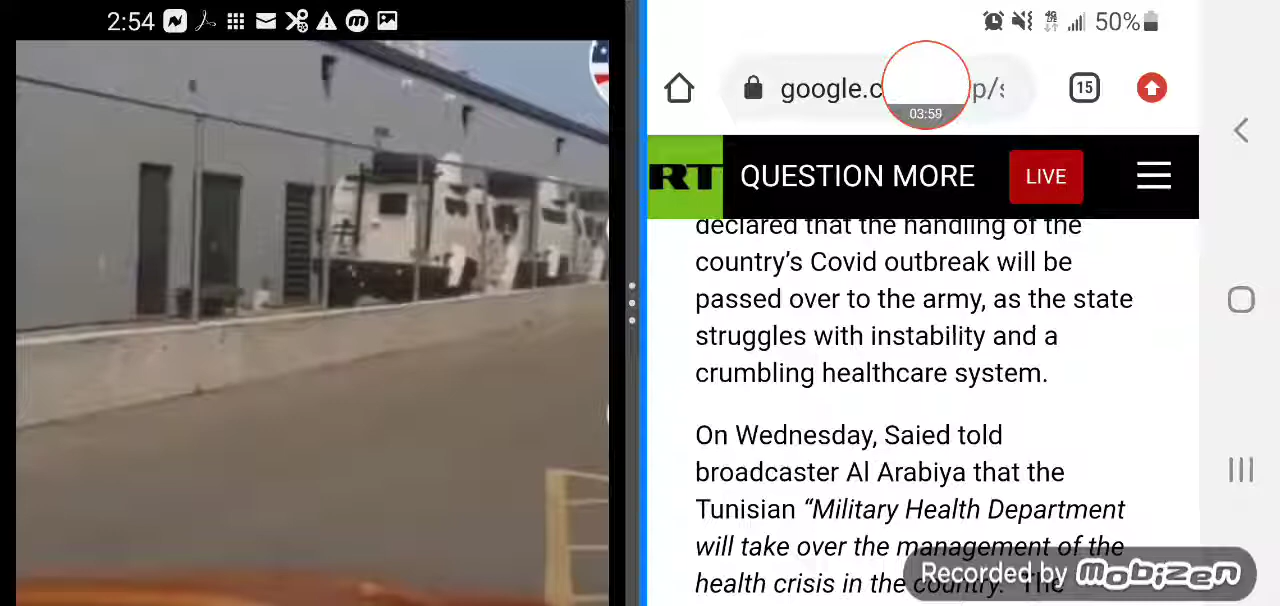 2:54
50%
google.c
p/s
15
03:59
RT QUESTION MORE LIVE
declared that the handling of the
country’s Covid outbreak will be
passed over to the army, as the state
struggles with instability and a
crumbling healthcare system.
On Wednesday, Saied told
broadcaster Al Arabiya that the
Tunisian “Military Health Department
will take over the management of the
health crisis in the country.” The
Recorded by mobizen